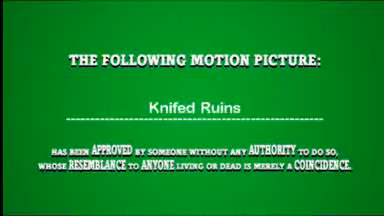 THE FOLLOWING MOTION PICTURE:
Knifed Ruins
HAS BEEN APPROVED BY SOMEONE WITHOUT ANY AUTHORITY TO DO SO,
WHOSE RESEMBLANCE TO ANYONE LIVING OR DEAD IS MERELY A COINCIDENCE.